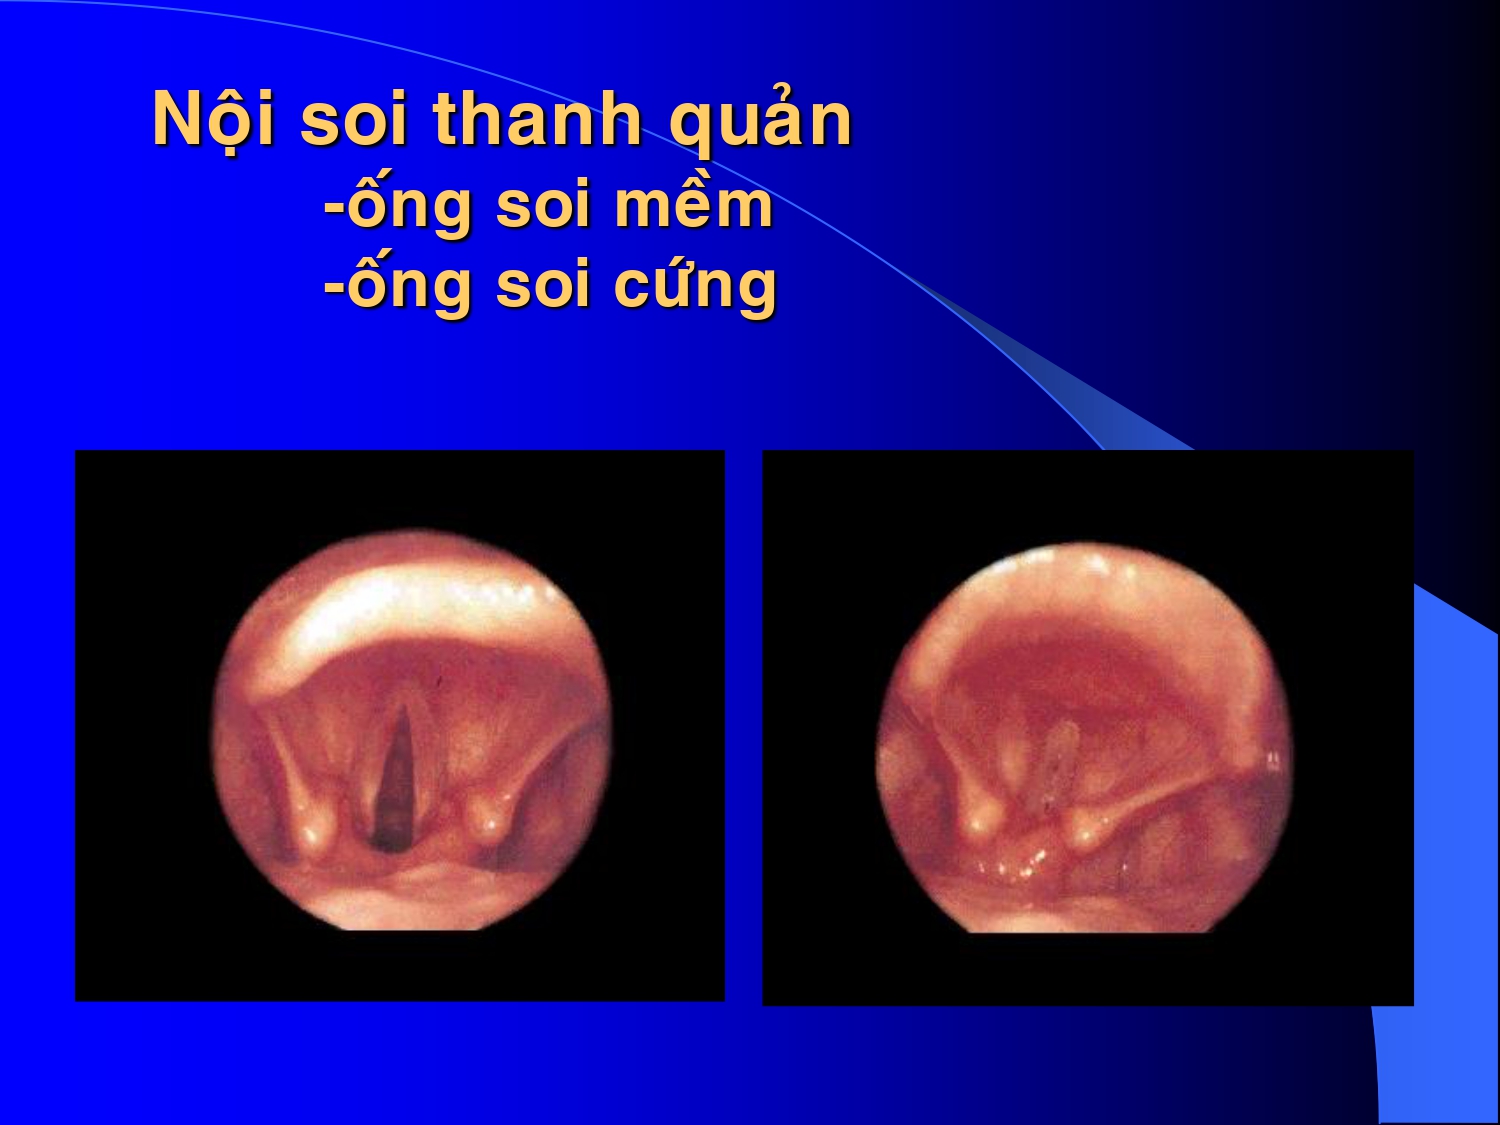 Nội soi thanh quản
-ống soi mềm
-ống soi cứng